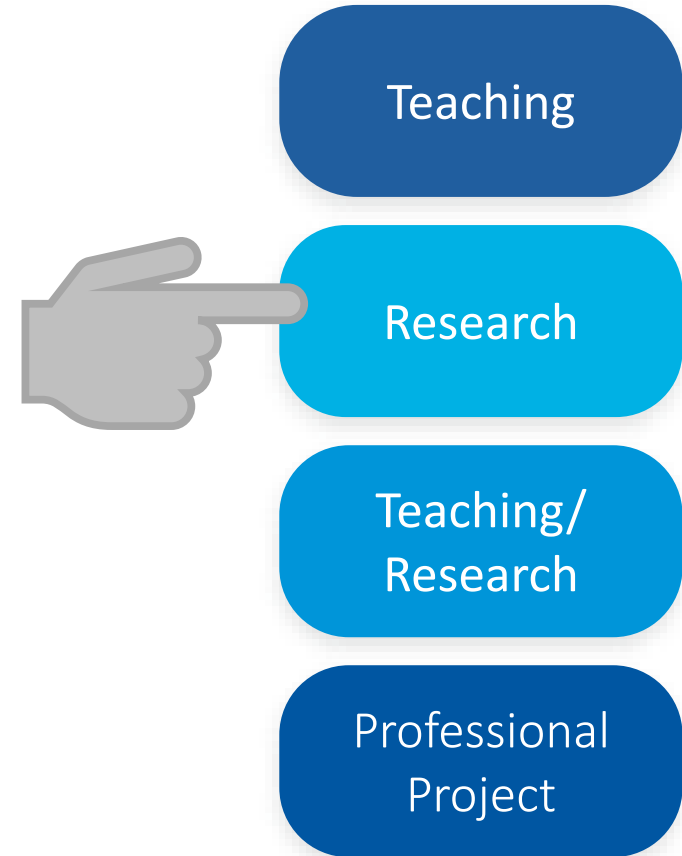 Teaching
Research
Teaching/
Research
Professional
Project